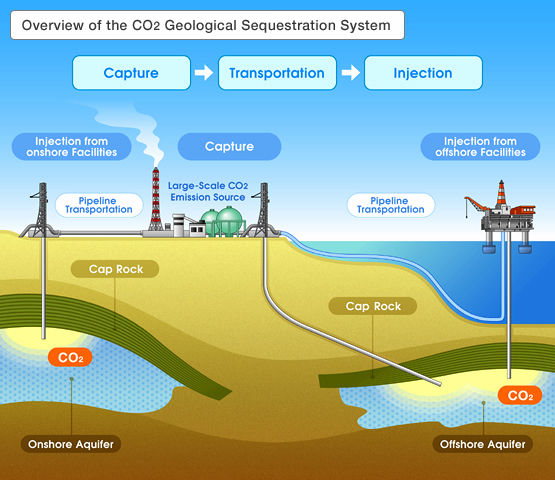 Overview of the CO2 Geological Sequestration System
Capture
Transportation
Injection
Injection from
onshore Facilities
Capture
Injection from
offshore Facilities
Pipeline
Transportation
Large-Scale CO2
Emission Source
Pipeline
Transportation
Cap Rock
Cap Rock
CO2
CO2
Onshore Aquifer
Offshore Aquifer